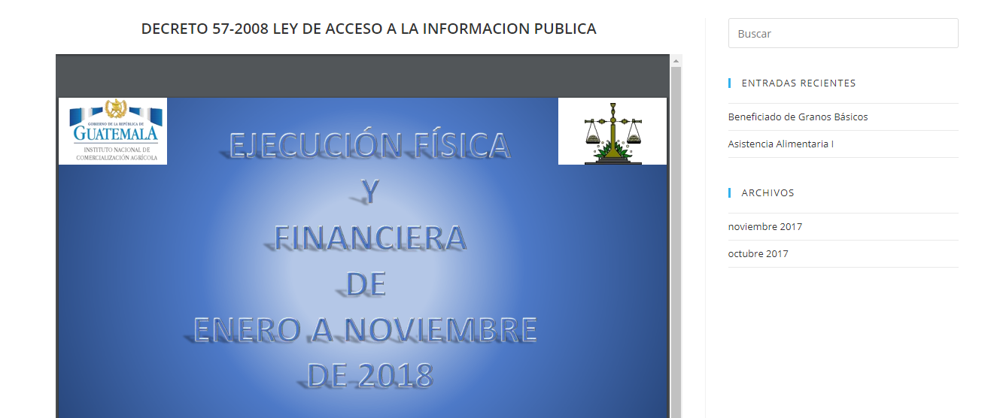 DECRETO 57-2008 LEY DE ACCESO A LA INFORMACION PUBLICA
GOBIERNO DE LA REPÚBLICA DE
GUATEMALA
INSTITUTO NACIONAL DE
COMERCIALIZACIÓN AGRÍCOLA
EJECUCIÓN FÍSICA
Y
FINANCIERA
DE
ENERO A NOVIEMBRE
DE 2018
Buscar
ENTRADAS RECIENTES
Beneficiado de Granos Básicos
Asistencia Alimentaria I
ARCHIVOS
noviembre 2017
octubre 2017